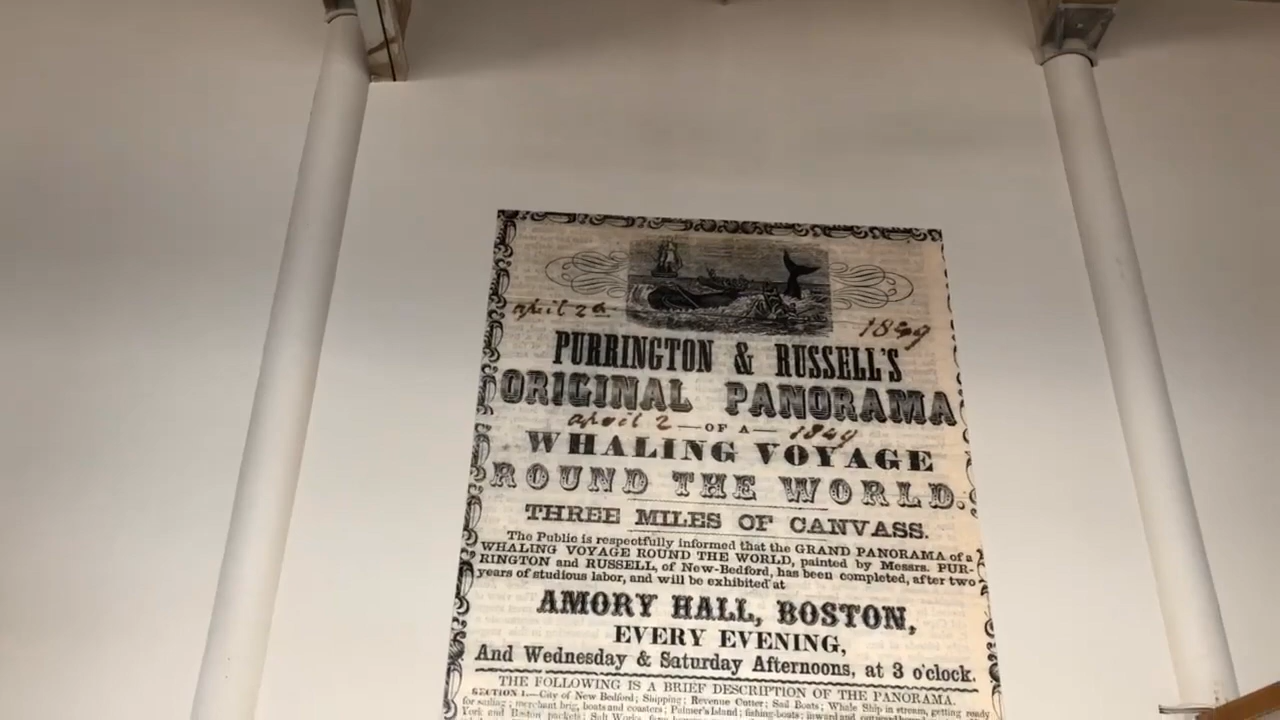 april 2d 1849
PURRINGTON & RUSSELL'S
ORIGINAL PANORAMA
april 2 —OF A— 1849
WHALING VOYAGE
ROUND THE WORLD.
THREE MILES OF CANVASS.
The Public is respectfully informed that the GRAND PANORAMA of a
WHALING VOYAGE ROUND THE WORLD, painted by Messrs. PUR-
RINGTON and RUSSELL, of New-Bedford, has been completed, after two
years of studious labor, and will be exhibited at
AMORY HALL, BOSTON,
EVERY EVENING,
And Wednesday & Saturday Afternoons, at 3 o'clock.
THE FOLLOWING IS A BRIEF DESCRIPTION OF THE PANORAMA.
SECTION 1.—City of New Bedford; Shipping; Revenue Cutter; Sail Boats; Whale Ship in stream, getting ready
for sailing; merchant brig, boats and coasters; Palmer's Island; fishing-boats; inward and outward bound
York and Boston packets; Salt Works,